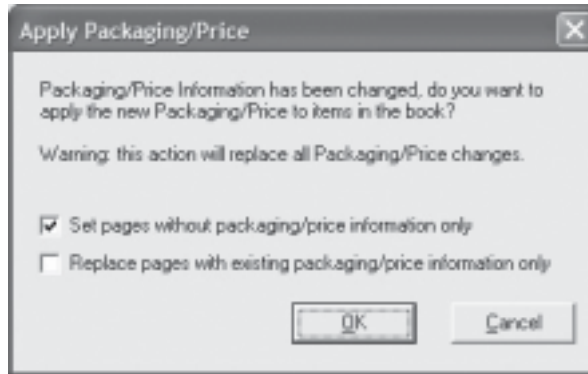 Apply Packaging/Price
Packaging/Price Information has been changed, do you want to
apply the new Packaging/Price to items in the book?
Warning: this action will replace all Packaging/Price changes.
Set pages without packaging/price information only
Replace pages with existing packaging/price information only
OK
Cancel